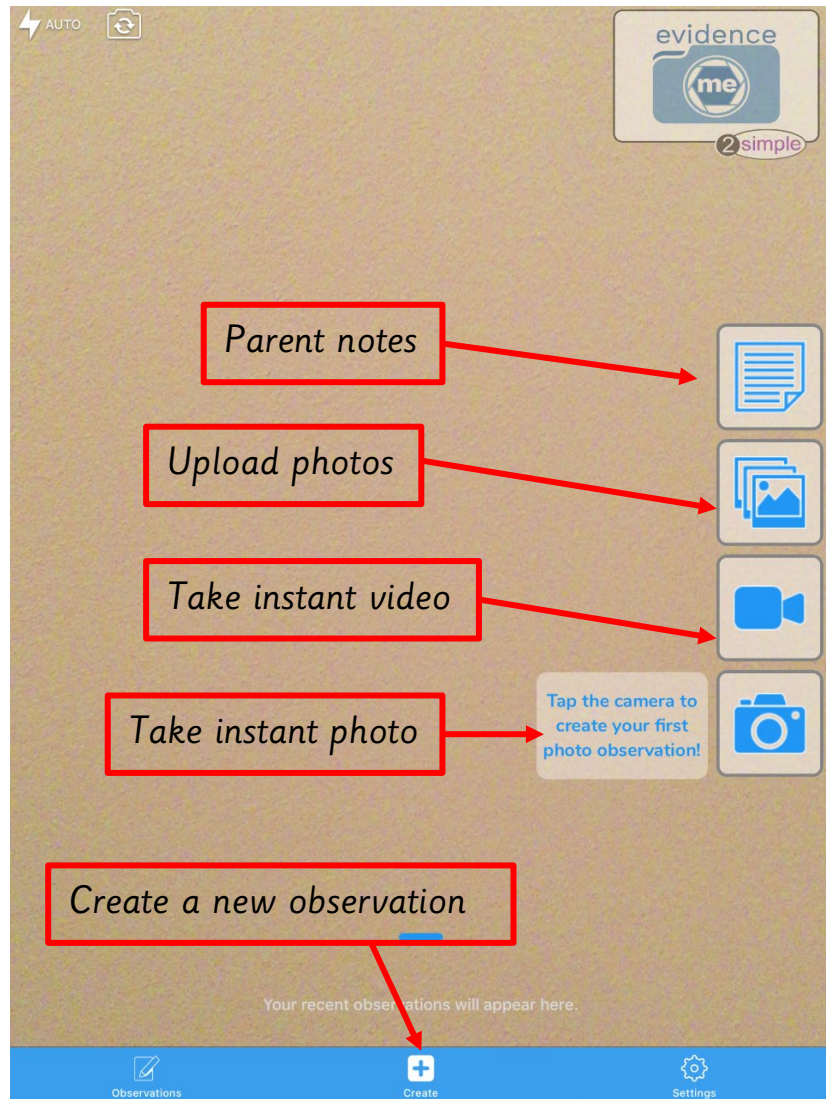 AUTO
evidence
me
2simple
Parent notes
Upload photos
Take instant video
Tap the camera to
create your first
photo observation!
Take instant photo
Create a new observation
Your recent observations will appear here.
Observations
Create
Settings